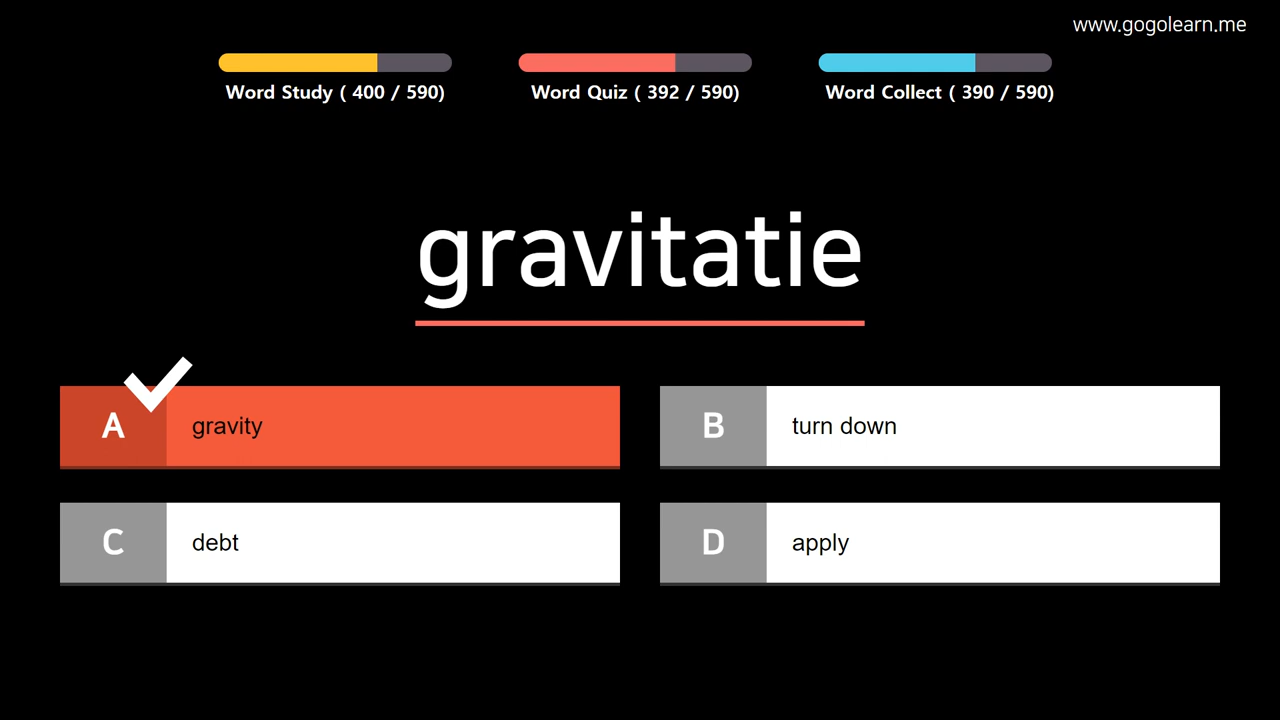 www.gogolearn.me
Word Study ( 400 / 590)
Word Quiz ( 392 / 590)
Word Collect ( 390 / 590)
gravitatie
A gravity
B turn down
C debt
D apply